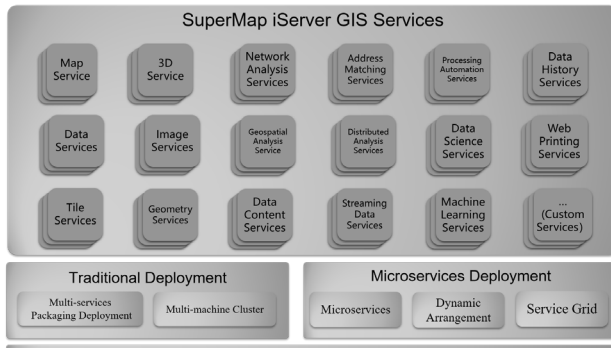 SuperMap iServer GIS Services
Map
Service
3D
Service
Network
Analysis
Services
Address
Matching
Services
Processing
Automation
Services
Data
History
Services
Data
Services
Image
Services
Geospatial
Analysis
Service
Distributed
Analysis
Services
Data
Science
Services
Web
Printing
Services
Tile
Services
Geometry
Services
Data
Content
Services
Streaming
Data
Services
Machine
Learning
Services
...
(Custom
Services)
Traditional Deployment
Multi-services
Packaging Deployment
Multi-machine Cluster
Microservices Deployment
Microservices
Dynamic
Arrangement
Service Grid